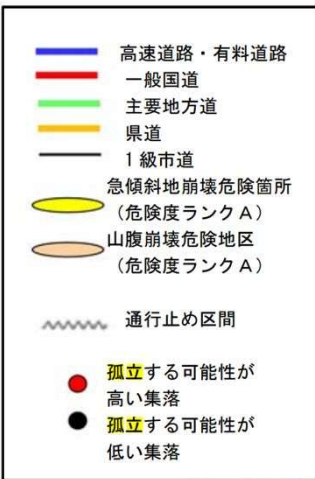 高速道路・有料道路
一般国道
主要地方道
県道
1級市道
急傾斜地崩壊危険箇所
（危険度ランクA）
山腹崩壊危険地区
（危険度ランクA）
通行止め区間
孤立する可能性が
高い集落
孤立する可能性が
低い集落